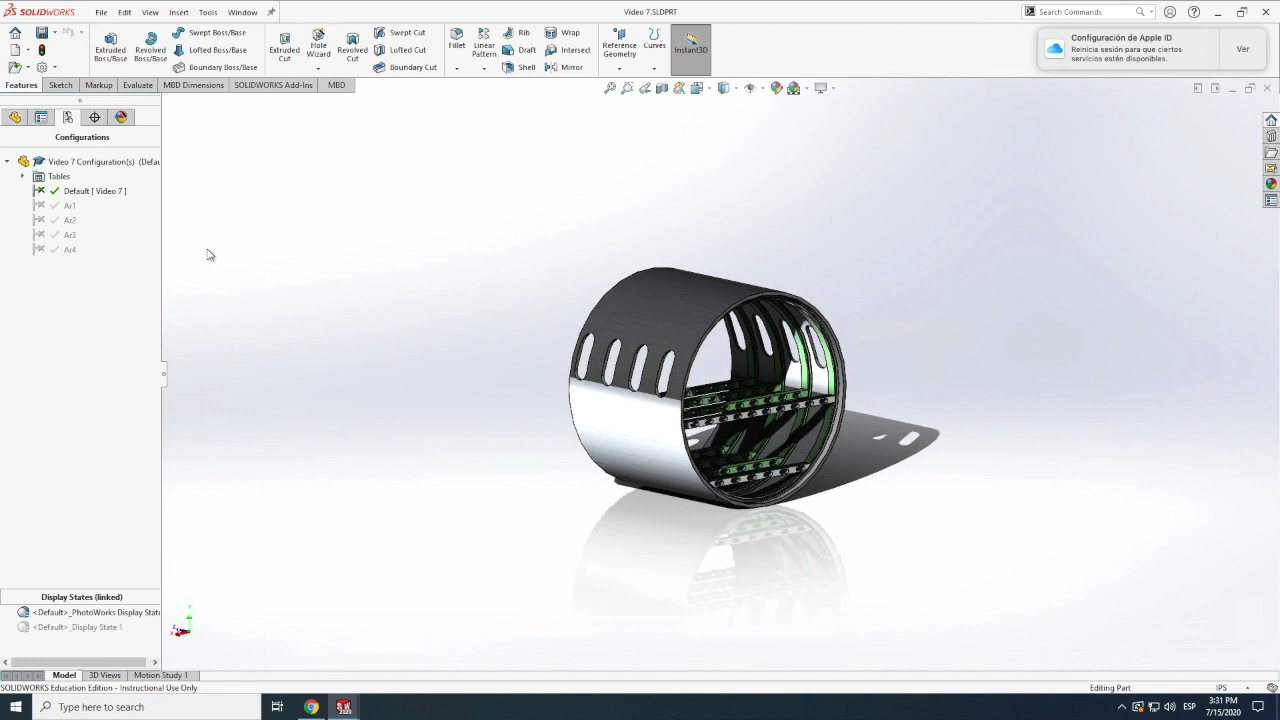 SOLIDWORKS File Edit View Insert Tools Window Video 7.SLDPRT Search Commands
Extruded Boss/Base
Revolved Boss/Base
Swept Boss/Base
Lofted Boss/Base
Boundary Boss/Base
Extruded Cut
Hole Wizard
Revolved Cut
Swept Cut
Lofted Cut
Boundary Cut
Fillet
Linear Pattern
Rib
Draft
Shell
Wrap
Intersect
Mirror
Reference Geometry
Curves
Instant3D
Configuración de Apple ID
Reinicia sesión para que ciertos
servicios estén disponibles.
Ver
Features Sketch Markup Evaluate MBD Dimensions SOLIDWORKS Add-Ins MBD
Configurations
Video 7 Configuration(s) (Defau
Tables
Default [ Video 7 ]
Ar1
Ar2
Ar3
Ar4
Display States (linked)
<Default>_PhotoWorks Display State
<Default>_Display State 1
Y
Z
X
Model 3D Views Motion Study 1
SOLIDWORKS Education Edition - Instructional Use Only Editing Part IPS
Type here to search
SW
2020
ESP
3:31 PM
7/15/2020